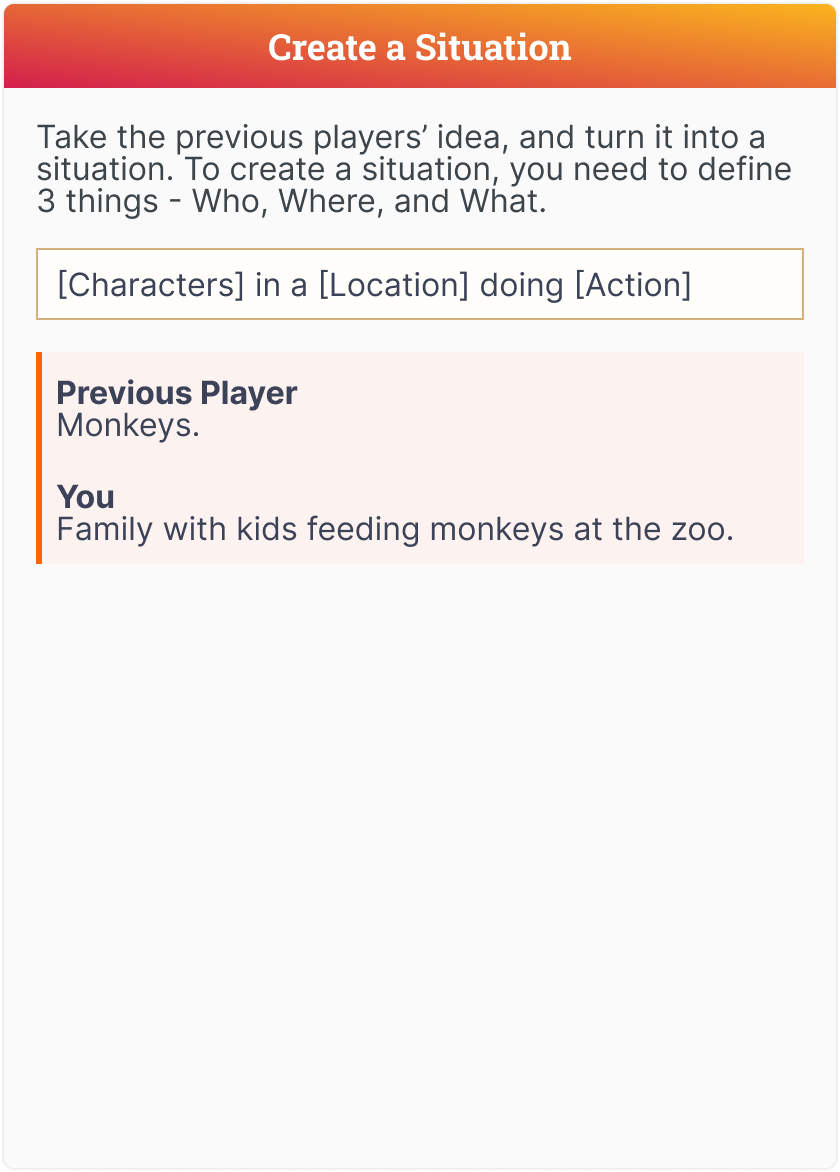 Create a Situation
Take the previous players’ idea, and turn it into a
situation. To create a situation, you need to define
3 things - Who, Where, and What.
[Characters] in a [Location] doing [Action]
Previous Player
Monkeys.
You
Family with kids feeding monkeys at the zoo.